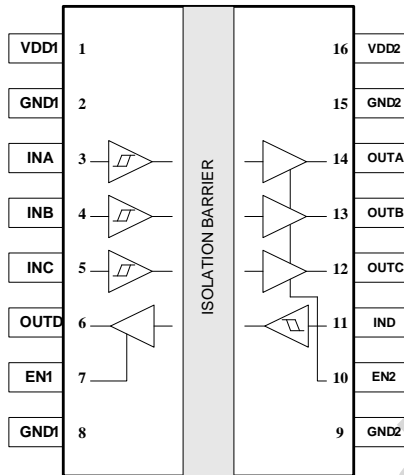 VDD1 1 16 VDD2
GND1 2 15 GND2
INA 3 14 OUTA
INB 4 13 OUTB
INC 5 12 OUTC
OUTD 6 11 IND
EN1 7 10 EN2
GND1 8 9 GND2
ISOLATION BARRIER